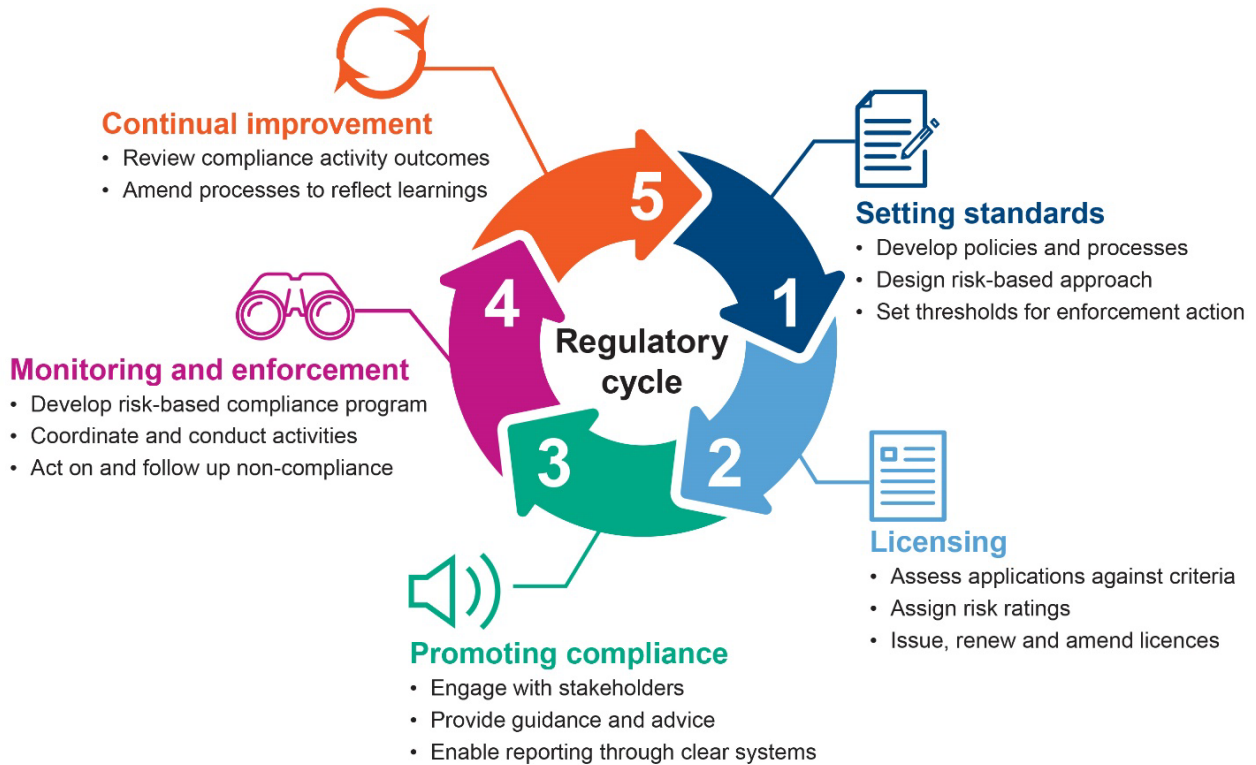 Regulatory
cycle
1
Setting standards
• Develop policies and processes
• Design risk-based approach
• Set thresholds for enforcement action
2
Licensing
• Assess applications against criteria
• Assign risk ratings
• Issue, renew and amend licences
3
Promoting compliance
• Engage with stakeholders
• Provide guidance and advice
• Enable reporting through clear systems
4
Monitoring and enforcement
• Develop risk-based compliance program
• Coordinate and conduct activities
• Act on and follow up non-compliance
5
Continual improvement
• Review compliance activity outcomes
• Amend processes to reflect learnings